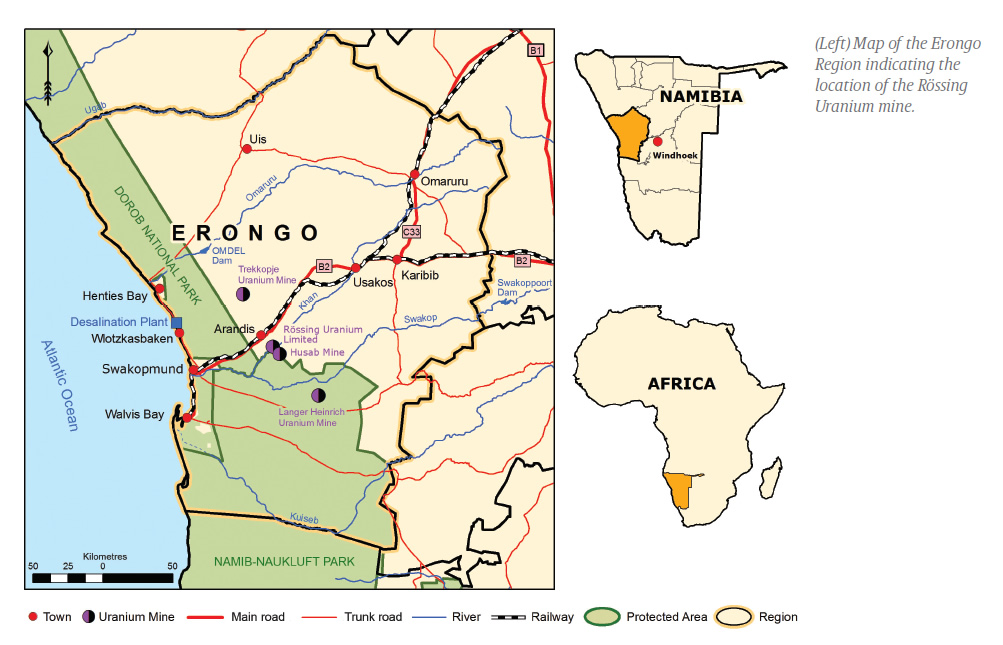 (Left) Map of the Erongo
Region indicating the
location of the Rössing
Uranium mine.
B1
Ugab
Uis
Omaruru
Omaruru
DOROB NATIONAL PARK
ERONGO
C33
OMDEL
Dam
Trekkopje
Uranium Mine
B2
Usakos
Karibib
B2
Swakoppoort
Dam
Henties Bay
Khan
Desalination Plant
Wlotzkasbaken
Arandis
Rössing Uranium
Limited
Husab Mine
Swakop
Swakopmund
Atlantic Ocean
Walvis Bay
Langer Heinrich
Uranium Mine
Kuiseb
NAMIB-NAUKLUFT PARK
Kilometres
50 25 0 50
NAMIBIA
Windhoek
AFRICA
Town
Uranium Mine
Main road
Trunk road
River
Railway
Protected Area
Region